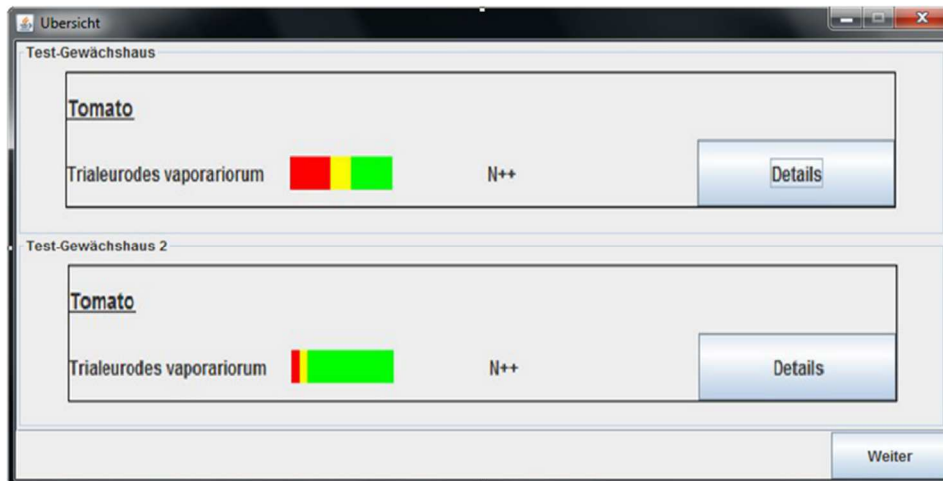 Übersicht
Test-Gewächshaus
Tomato
Trialeurodes vaporariorum N++ Details
Test-Gewächshaus 2
Tomato
Trialeurodes vaporariorum N++ Details
Weiter